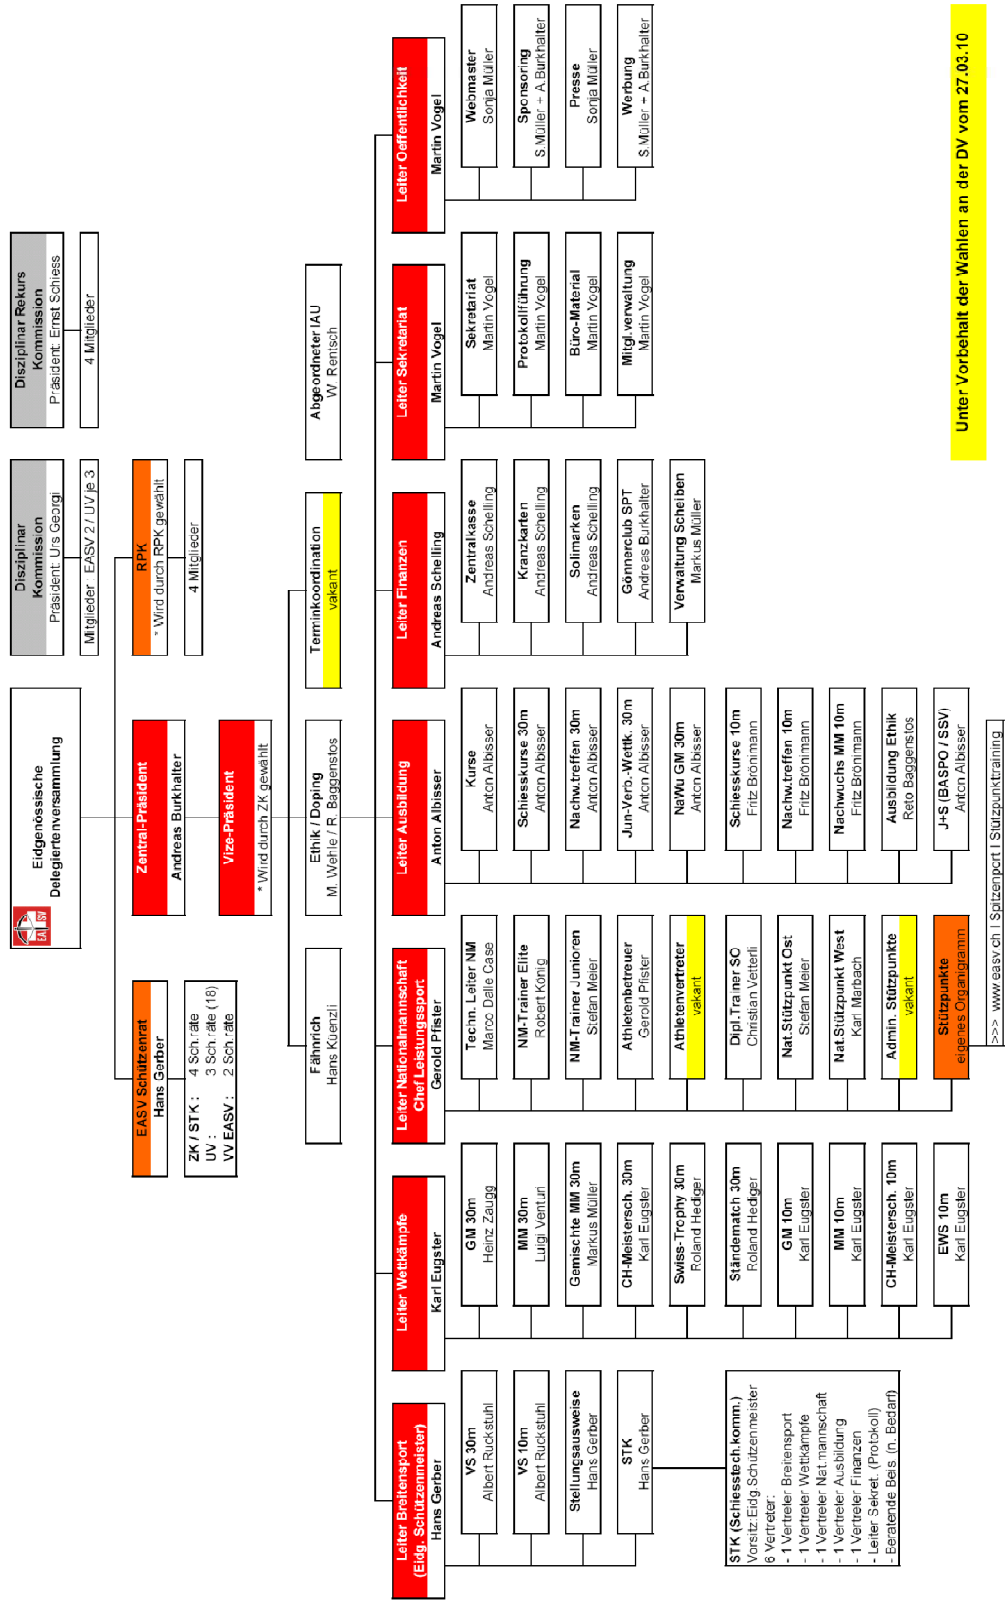 Eidgenössische
Delegiertenversammlung
EA SV
Disziplinar
Kommission
Präsident: Urs Georgi
Mitglieder : EASV 2 / UV je 3
Disziplinar Rekurs
Kommission
Präsident: Ernst Schiess
4 Mitglieder
EASV Schützenrat
Hans Gerber
ZK / STK : 4 Sch.räte
UV : 3 Sch.räte (18)
VV EASV : 2 Sch.räte
Zentral-Präsident
Andreas Burkhalter
RPK
* Wird durch RPK gewählt
4 Mitglieder
Vize-Präsident
* Wird durch ZK gewählt
Fähnrich
Hans Küenzli
Ethik / Doping
M. Wehle / R. Baggenstos
Terminkoordination
vakant
Abgeordneter IAU
W. Rentsch
Leiter Breitensport
(Eidg. Schützenmeister)
Hans Gerber
VS 30m
Albert Ruckstuhl
VS 10m
Albert Ruckstuhl
Stellungsausweise
Hans Gerber
STK
Hans Gerber
STK (Schiesstech.komm.)
Vorsitz:Eidg.Schützenmeister
6 Vertreter:
- 1 Vertreter Breitensport
- 1 Vertreter Wettkämpfe
- 1 Vertreter Nat.mannschaft
- 1 Vertreter Ausbildung
- 1 Vertreter Finanzen
- Leiter Sekret. (Protokoll)
- Beratende Beis. (n. Bedarf)
Leiter Wettkämpfe
Karl Eugster
GM 30m
Heinz Zaugg
MM 30m
Luigi Venturi
Gemischte MM 30m
Markus Müller
CH-Meistersch. 30m
Karl Eugster
Swiss-Trophy 30m
Roland Hediger
Ständematch 30m
Roland Hediger
GM 10m
Karl Eugster
MM 10m
Karl Eugster
CH-Meistersch. 10m
Karl Eugster
EWS 10m
Karl Eugster
Leiter Nationalmannschaft
Chef Leistungssport
Gerold Pfister
Techn. Leiter NM
Marco Dalle Case
NM-Trainer Elite
Robert König
NM-Trainer Junioren
Stefan Meier
Athletenbetreuer
Gerold Pfister
Athletenvertreter
vakant
Dipl.Trainer SO
Christian Vetterli
Nat.Stützpunkt Ost
Stefan Meier
Nat.Stützpunkt West
Karl Marbach
Admin. Stützpunkte
vakant
Stützpunkte
eigenes Organigramm
>>> www.easv.ch I Spitzenport I Stützpunkttraining
Leiter Ausbildung
Anton Albisser
Kurse
Anton Albisser
Schiesskurse 30m
Anton Albisser
Nachw.treffen 30m
Anton Albisser
Jun-Verb.-Wettk. 30m
Anton Albisser
NaWu GM 30m
Anton Albisser
Schiesskurse 10m
Fritz Brönimann
Nachw.treffen 10m
Fritz Brönimann
Nachwuchs MM 10m
Fritz Brönimann
Ausbildung Ethik
Reto Baggenstos
J+S (BASPO / SSV)
Anton Albisser
Leiter Finanzen
Andreas Schelling
Zentralkasse
Andreas Schelling
Kranzkarten
Andreas Schelling
Solimarken
Andreas Schelling
Gönnerclub SPT
Andreas Burkhalter
Verwaltung Scheiben
Markus Müller
Leiter Sekretariat
Martin Vogel
Sekretariat
Martin Vogel
Protokollführung
Martin Vogel
Büro-Material
Martin Vogel
Mitgl.verwaltung
Martin Vogel
Leiter Oeffentlichkeit
Martin Vogel
Webmaster
Sonja Müller
Sponsoring
S.Müller + A.Burkhalter
Presse
Sonja Müller
Werbung
S.Müller + A.Burkhalter
Unter Vorbehalt der Wahlen an der DV vom 27.03.10